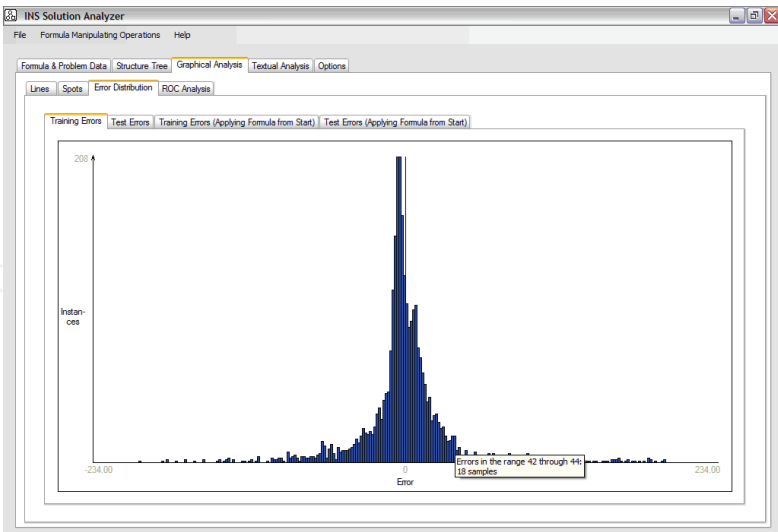 INS Solution Analyzer
File Formula Manipulating Operations Help
Formula & Problem Data Structure Tree Graphical Analysis Textual Analysis Options
Lines Spots Error Distribution ROC Analysis
Training Errors Test Errors Training Errors (Applying Formula from Start) Test Errors (Applying Formula from Start)
208
Instan-
ces
-234.00 0 234.00
Error
Errors in the range 42 through 44:
18 samples